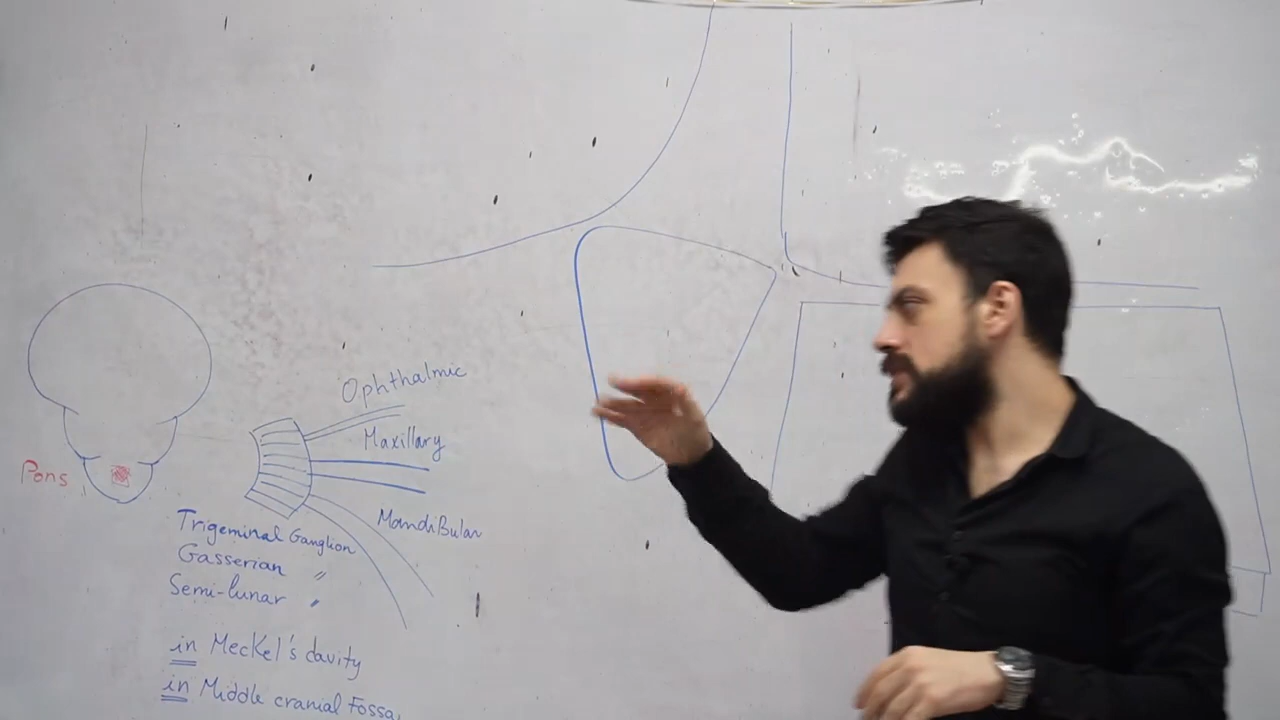 Ophthalmic
Maxillary
Pons
MandiBular
Trigeminal Ganglion
Gasserian "
Semi-lunar "
in Meckel's cavity
in Middle cranial Fossa